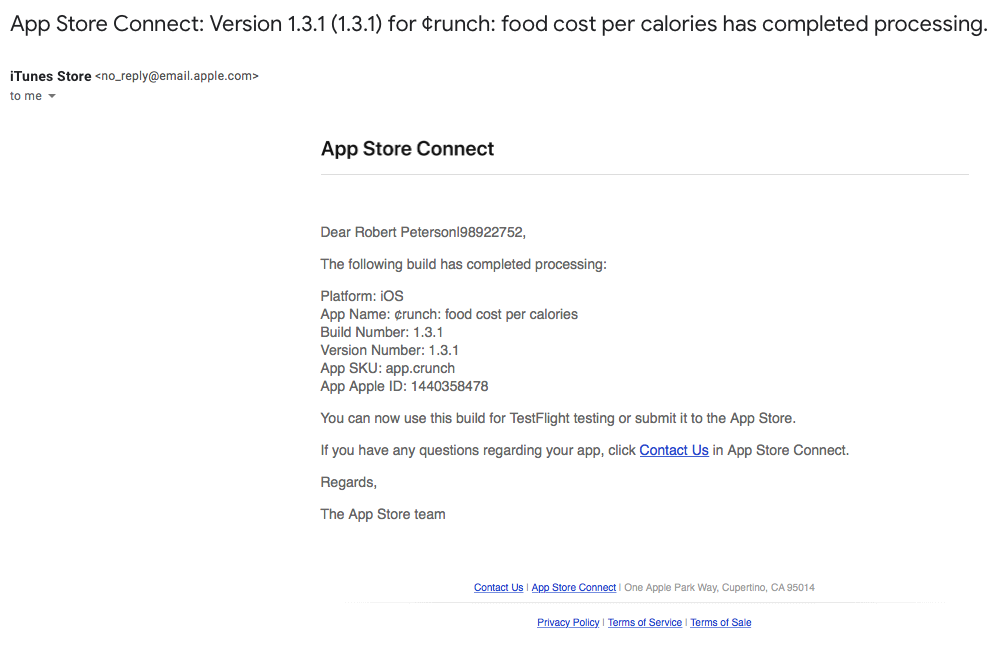 App Store Connect: Version 1.3.1 (1.3.1) for ¢runch: food cost per calories has completed processing.
iTunes Store <no_reply@email.apple.com>
to me
App Store Connect
Dear Robert Petersonl98922752,
The following build has completed processing:
Platform: iOS
App Name: ¢runch: food cost per calories
Build Number: 1.3.1
Version Number: 1.3.1
App SKU: app.crunch
App Apple ID: 1440358478
You can now use this build for TestFlight testing or submit it to the App Store.
If you have any questions regarding your app, click Contact Us in App Store Connect.
Regards,
The App Store team
Contact Us | App Store Connect | One Apple Park Way, Cupertino, CA 95014
Privacy Policy | Terms of Service | Terms of Sale